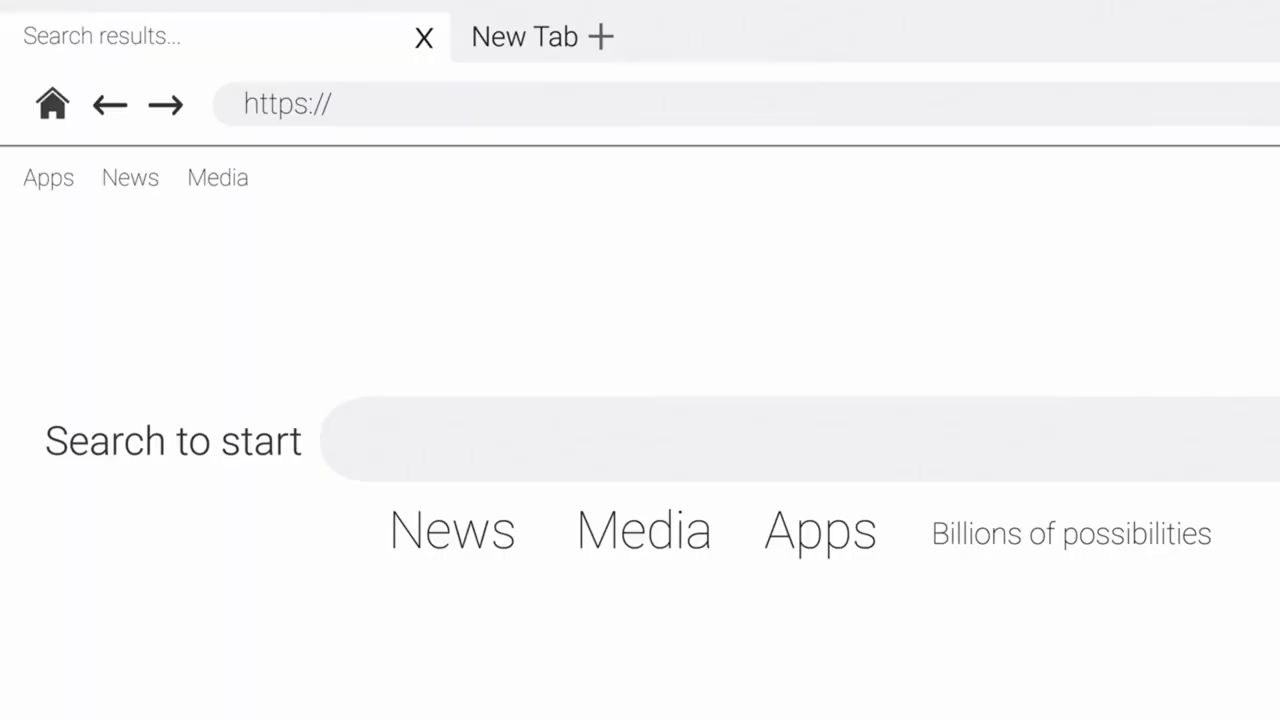 Search results... X New Tab +
https://
Apps News Media
Search to start
News Media Apps Billions of possibilities